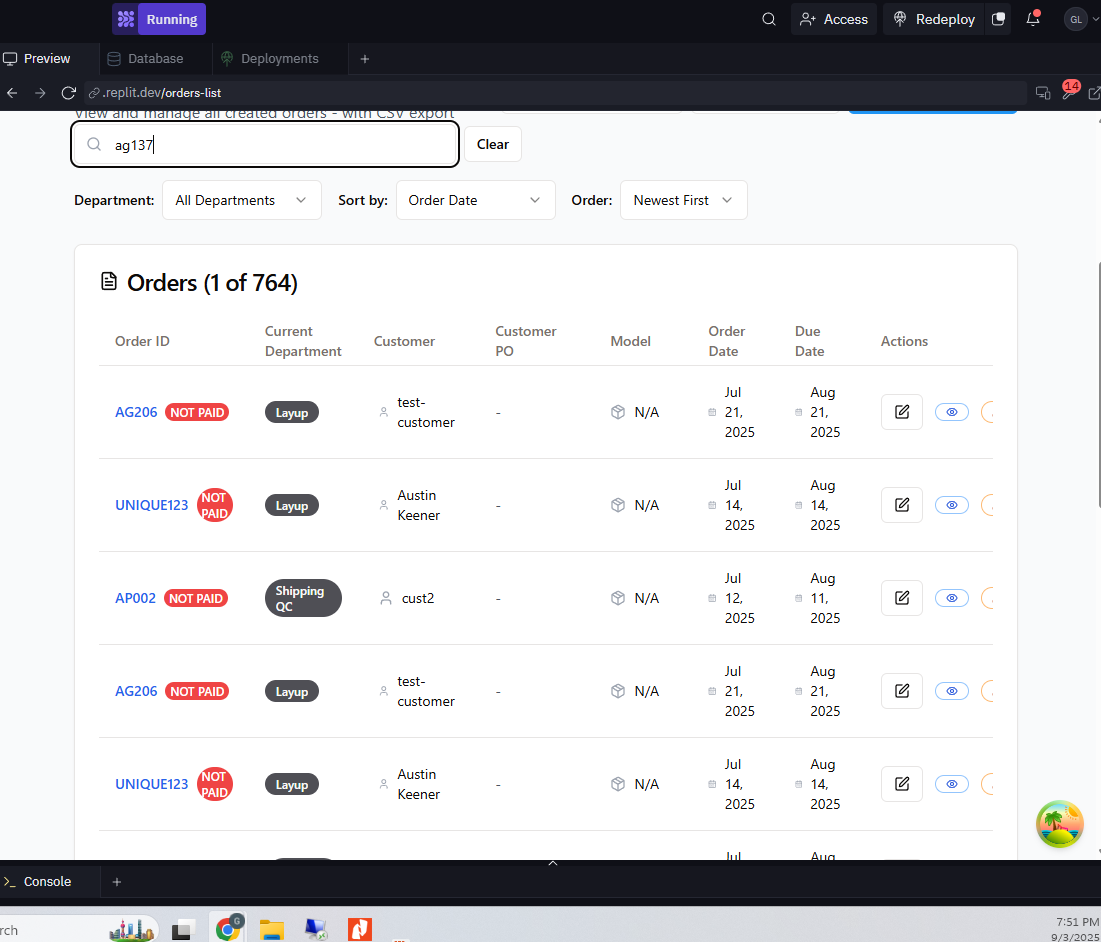 Running
Access
Redeploy
GL
Preview
Database
Deployments
.replit.dev/orders-list
14
View and manage all created orders - with CSV export
ag137
Clear
Department:
All Departments
Sort by:
Order Date
Order:
Newest First
Orders (1 of 764)
Order ID
Current
Department
Customer
Customer
PO
Model
Order
Date
Due
Date
Actions
AG206
NOT PAID
Layup
test-
customer
-
N/A
Jul
21,
2025
Aug
21,
2025
UNIQUE123
NOT
PAID
Layup
Austin
Keener
-
N/A
Jul
14,
2025
Aug
14,
2025
AP002
NOT PAID
Shipping
QC
cust2
-
N/A
Jul
12,
2025
Aug
11,
2025
AG206
NOT PAID
Layup
test-
customer
-
N/A
Jul
21,
2025
Aug
21,
2025
UNIQUE123
NOT
PAID
Layup
Austin
Keener
-
N/A
Jul
14,
2025
Aug
14,
2025
Jul
Aug
Console
rch
G
7:51 PM
9/3/2025